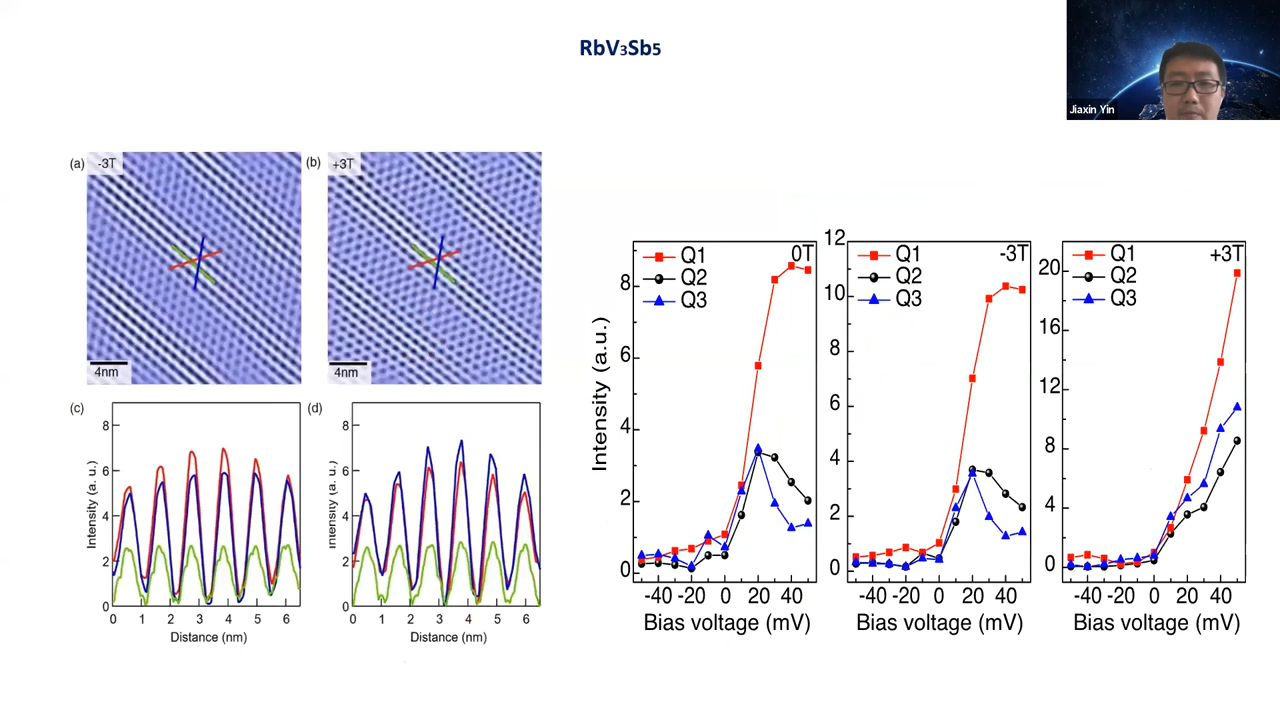 RbV3Sb5
Jiaxin Yin
(a)
-3T
(b)
+3T
4nm
4nm
(c)
(d)
8
6
4
2
0
Intensity (a. u.)
0 1 2 3 4 5 6
Distance (nm)
8
6
4
2
0
Intensity (a. u.)
0 1 2 3 4 5 6
Distance (nm)
Q1
Q2
Q3
0T
8
6
4
2
0
Intensity (a.u.)
-40 -20 0 20 40
Bias voltage (mV)
Q1
Q2
Q3
-3T
12
10
8
6
4
2
0
-40 -20 0 20 40
Bias voltage (mV)
Q1
Q2
Q3
+3T
20
16
12
8
4
0
-40 -20 0 20 40
Bias voltage (mV)